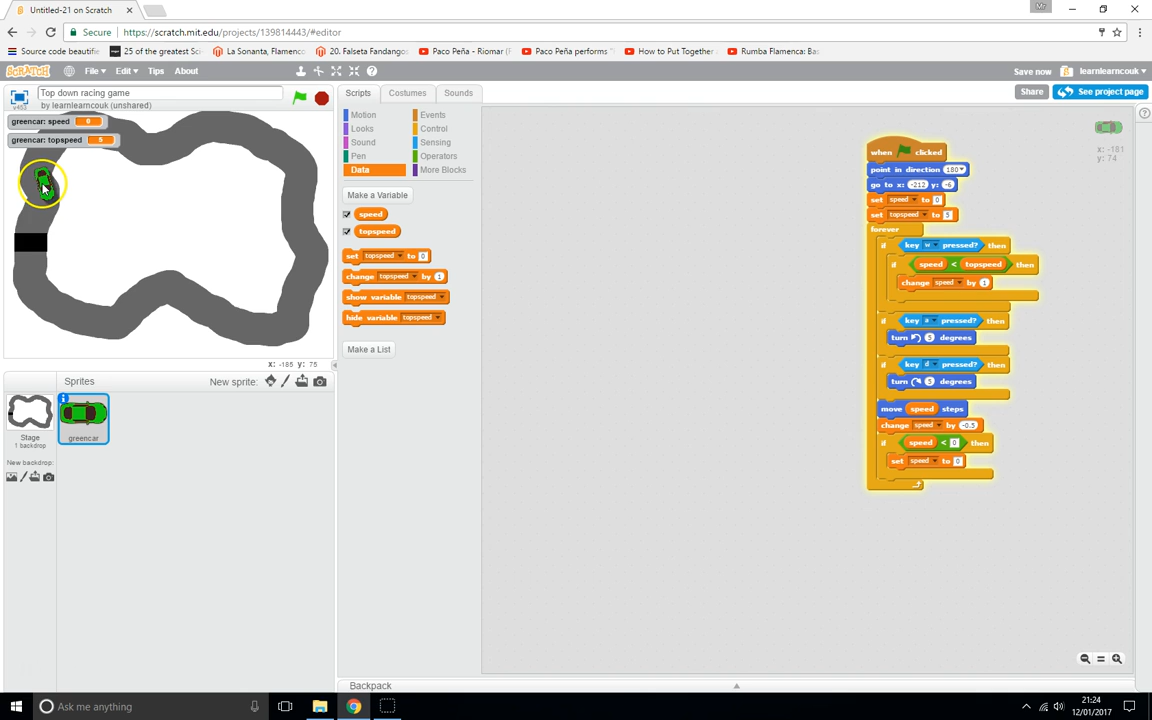 Untitled-21 on Scratch
Mr
Secure
https://scratch.mit.edu/projects/139814443/#editor
Source code beautifie
25 of the greatest Sc
La Sonanta, Flamenco
20. Falseta Fandangos
Paco Peña - Riomar (F
Paco Peña performs "
How to Put Together
Rumba Flamenca: Bas
SCRATCH
File
Edit
Tips
About
Save now
learnlearncouk
Top down racing game
by learnlearncouk (unshared)
v453
Scripts
Costumes
Sounds
Share
See project page
greencar: speed 0
greencar: topspeed 5
Motion
Events
Looks
Control
Sound
Sensing
Pen
Operators
Data
More Blocks
Make a Variable
speed
topspeed
set topspeed to 0
change topspeed by 1
show variable topspeed
hide variable topspeed
Make a List
x: -181
y: 74
when clicked
point in direction 180
go to x: -212 y: -6
set speed to 0
set topspeed to 5
forever
if key w pressed? then
if speed < topspeed then
change speed by 1
if key a pressed? then
turn 5 degrees
if key d pressed? then
turn 5 degrees
move speed steps
change speed by -0.5
if speed < 0 then
set speed to 0
x: -185 y: 75
Sprites
New sprite:
greencar
Stage
1 backdrop
New backdrop:
Backpack
Ask me anything
21:24
12/01/2017